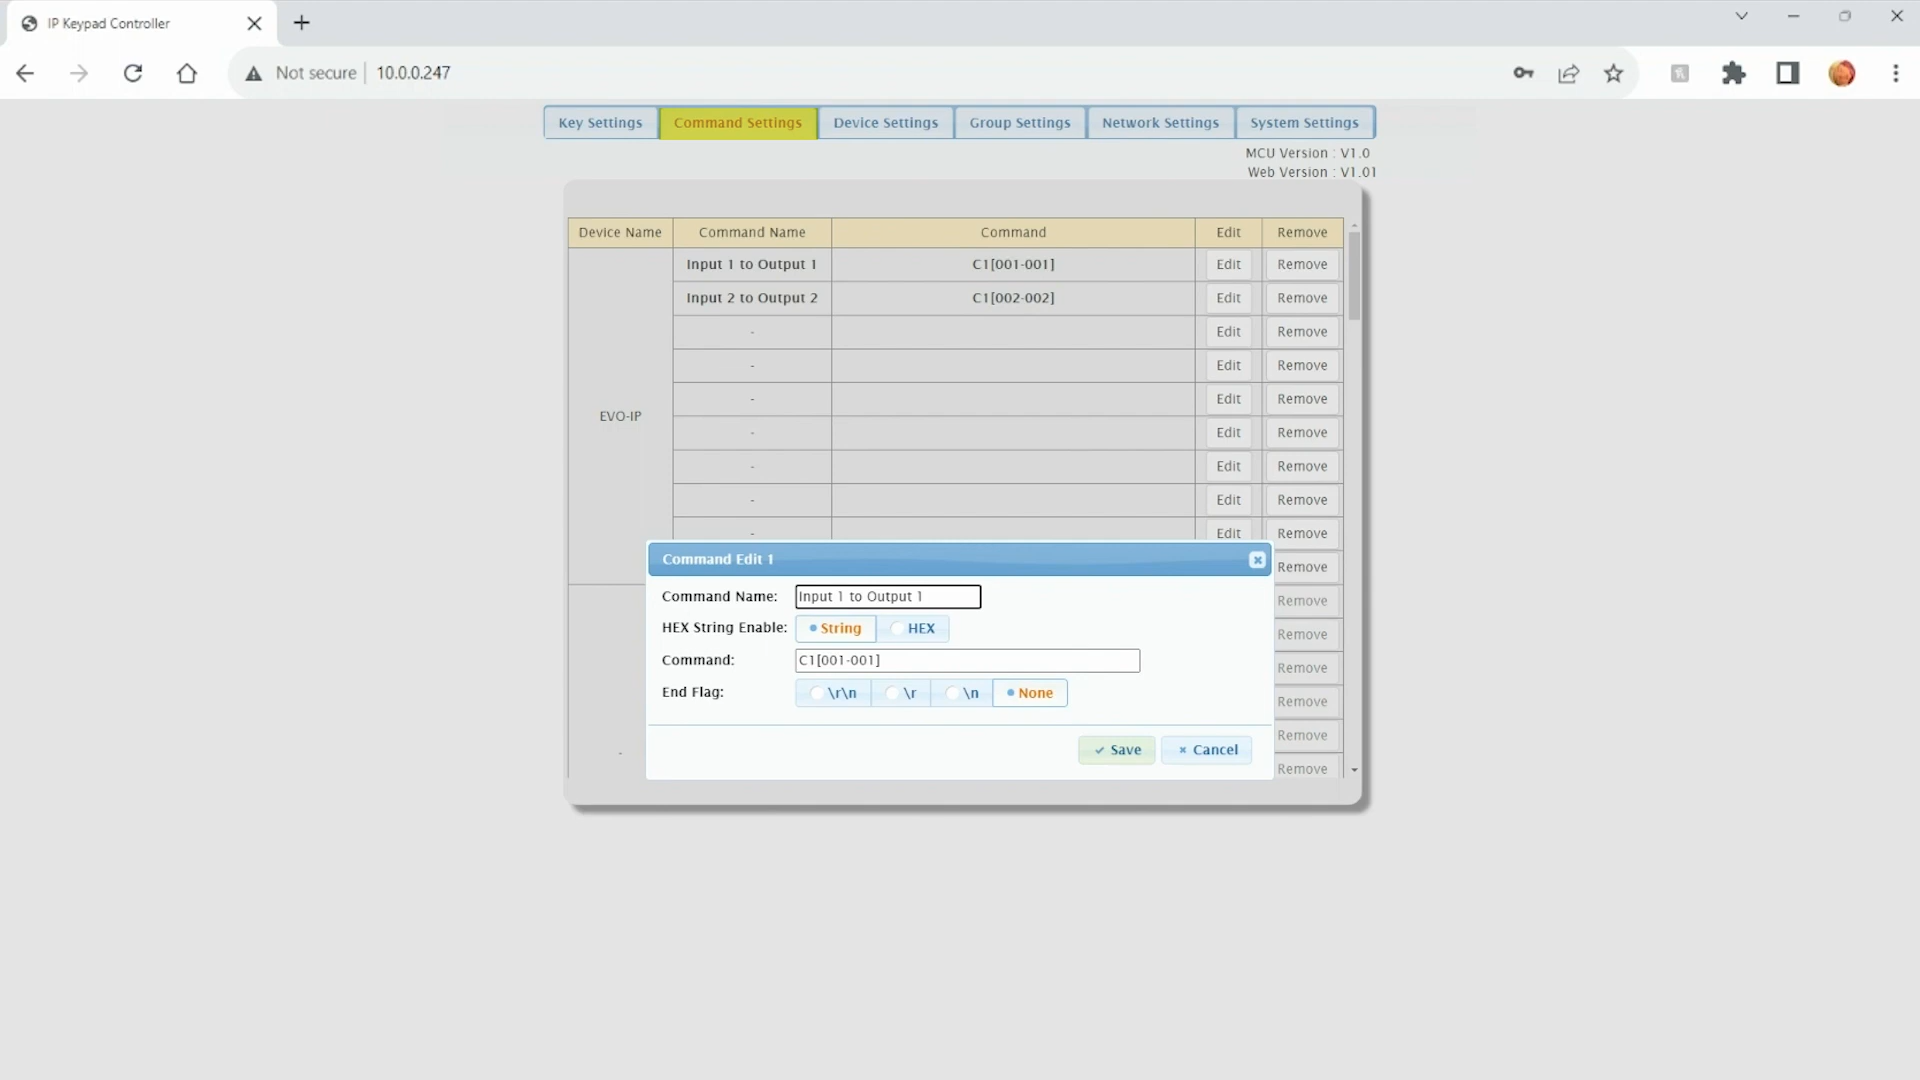 IP Keypad Controller
Not secure 10.0.0.247
Key Settings Command Settings Device Settings Group Settings Network Settings System Settings
MCU Version : V1.0
Web Version : V1.01
Device Name Command Name Command Edit Remove
Input 1 to Output 1 C1[001-001] Edit Remove
Input 2 to Output 2 C1[002-002] Edit Remove
- Edit Remove
- Edit Remove
- Edit Remove
EVO-IP
- Edit Remove
- Edit Remove
- Edit Remove
- Edit Remove
Remove
Remove
Remove
Remove
Remove
- Remove
Remove
Command Edit 1
Command Name: Input 1 to Output 1
HEX String Enable: String HEX
Command: C1[001-001]
End Flag: \r\n \r \n None
Save Cancel